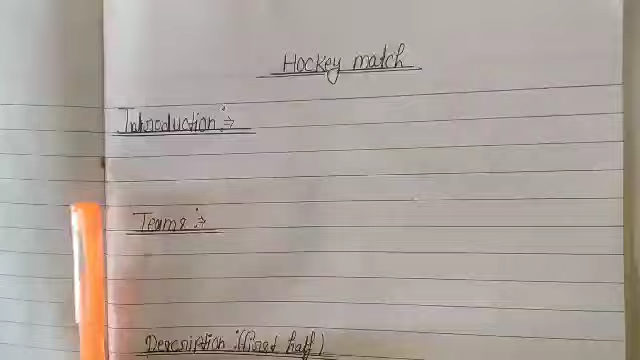 Hockey match
Introduction :→
Teams :→
Description :(first half)